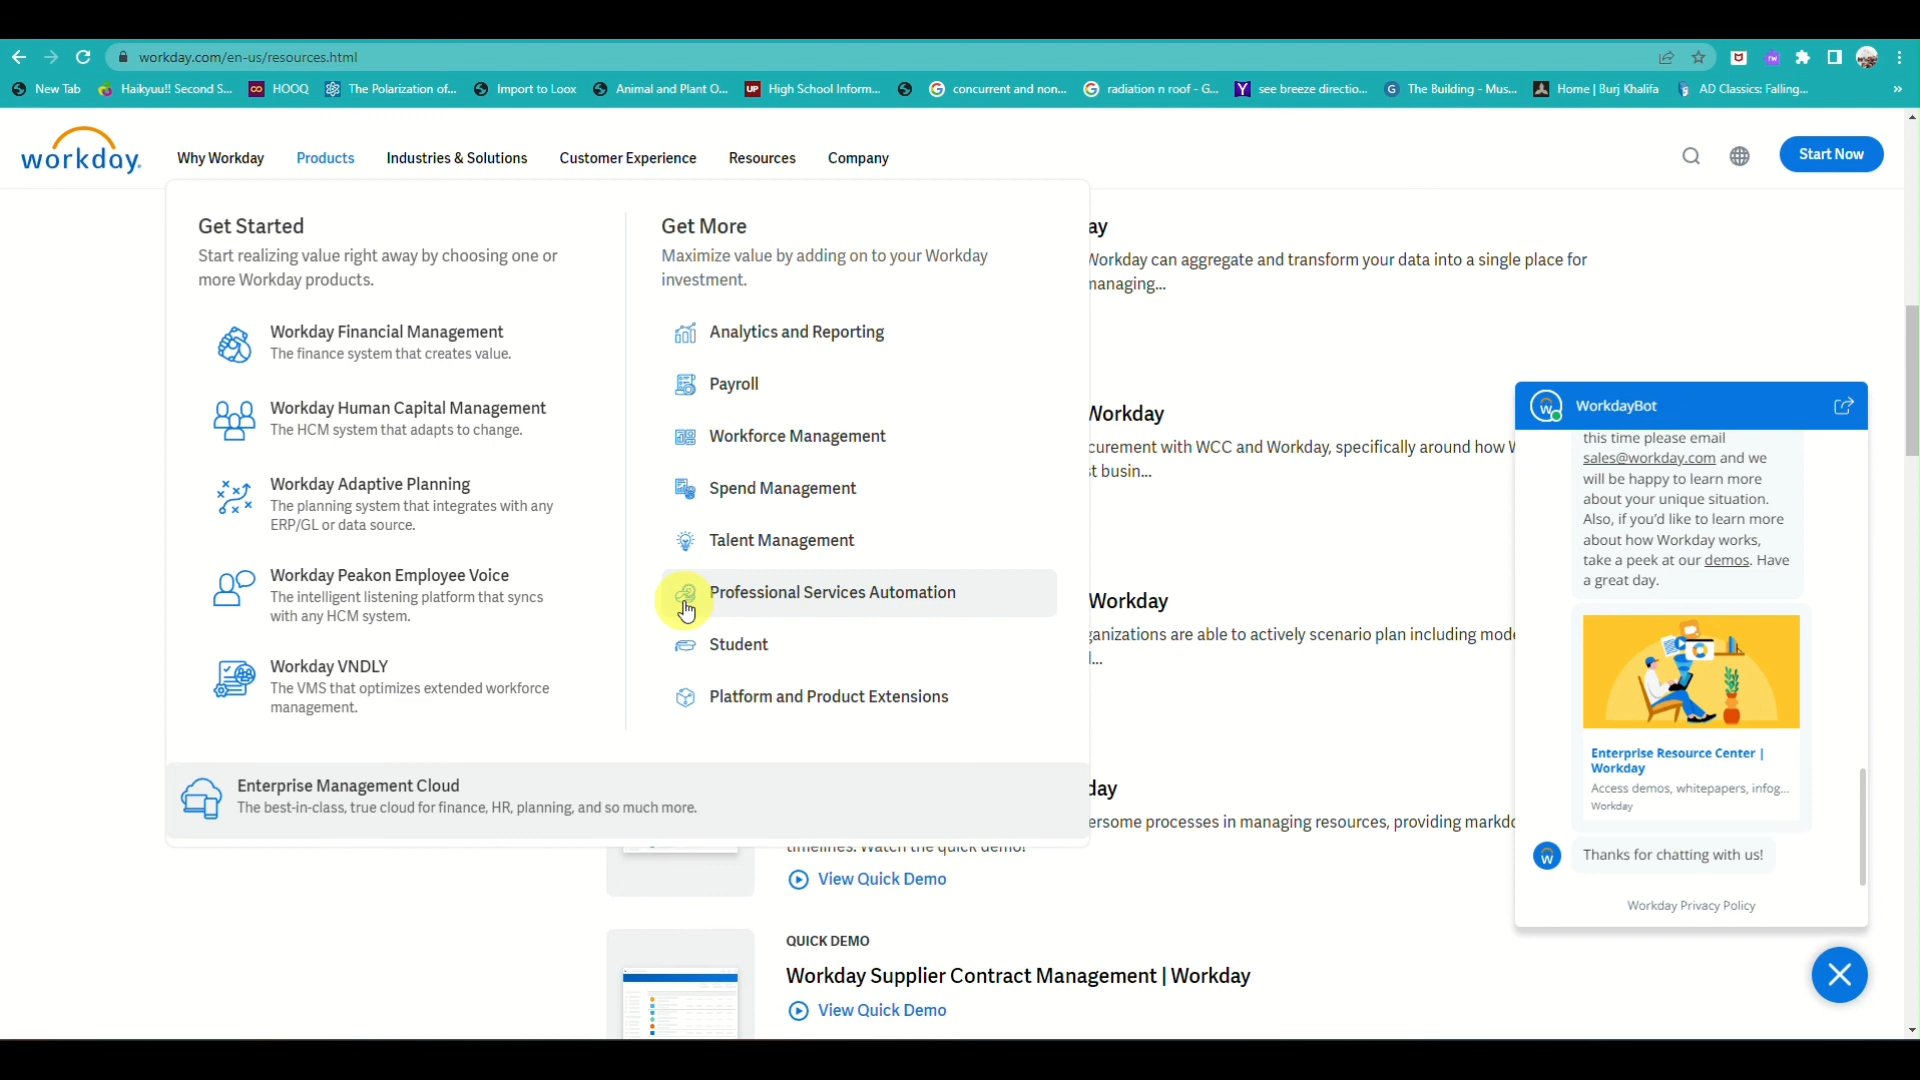 workday.com/en-us/resources.html
New Tab
Haikyuu!! Second S...
HOOQ
The Polarization of...
Import to Loox
Animal and Plant O...
High School Inform...
concurrent and non...
radiation n roof - G...
see breeze directio...
The Building - Mus...
Home | Burj Khalifa
AD Classics: Falling...
»
workday.
Why Workday
Products
Industries & Solutions
Customer Experience
Resources
Company
Start Now
Get Started
Start realizing value right away by choosing one or
more Workday products.
Workday Financial Management
The finance system that creates value.
Workday Human Capital Management
The HCM system that adapts to change.
Workday Adaptive Planning
The planning system that integrates with any
ERP/GL or data source.
Workday Peakon Employee Voice
The intelligent listening platform that syncs
with any HCM system.
Workday VNDLY
The VMS that optimizes extended workforce
management.
Get More
Maximize value by adding on to your Workday
investment.
Analytics and Reporting
Payroll
Workforce Management
Spend Management
Talent Management
Professional Services Automation
Student
Platform and Product Extensions
Enterprise Management Cloud
The best-in-class, true cloud for finance, HR, planning, and so much more.
ay
Workday can aggregate and transform your data into a single place for
managing...
Workday
curement with WCC and Workday, specifically around how W
t busin...
Workday
ganizations are able to actively scenario plan including mode
l...
day
ersome processes in managing resources, providing markdo
timelines. Watch the quick demo!
View Quick Demo
QUICK DEMO
Workday Supplier Contract Management | Workday
View Quick Demo
WorkdayBot
this time please email
sales@workday.com and we
will be happy to learn more
about your unique situation.
Also, if you'd like to learn more
about how Workday works,
take a peek at our demos. Have
a great day.
Enterprise Resource Center |
Workday
Access demos, whitepapers, infog...
Workday
Thanks for chatting with us!
Workday Privacy Policy